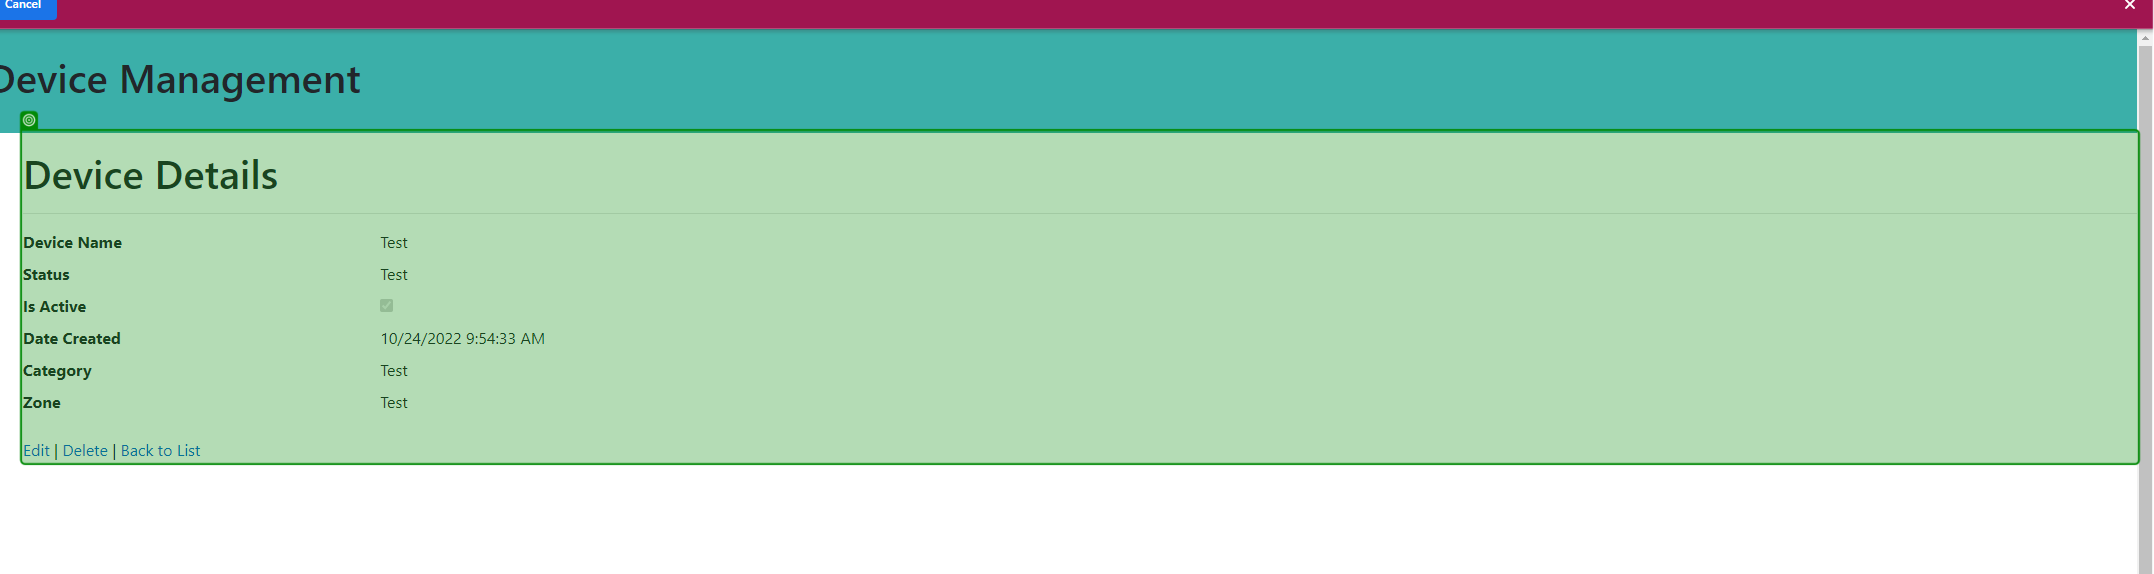 Cancel
Device Management
Device Details
Device Name Test
Status Test
Is Active
Date Created 10/24/2022 9:54:33 AM
Category Test
Zone Test
Edit | Delete | Back to List